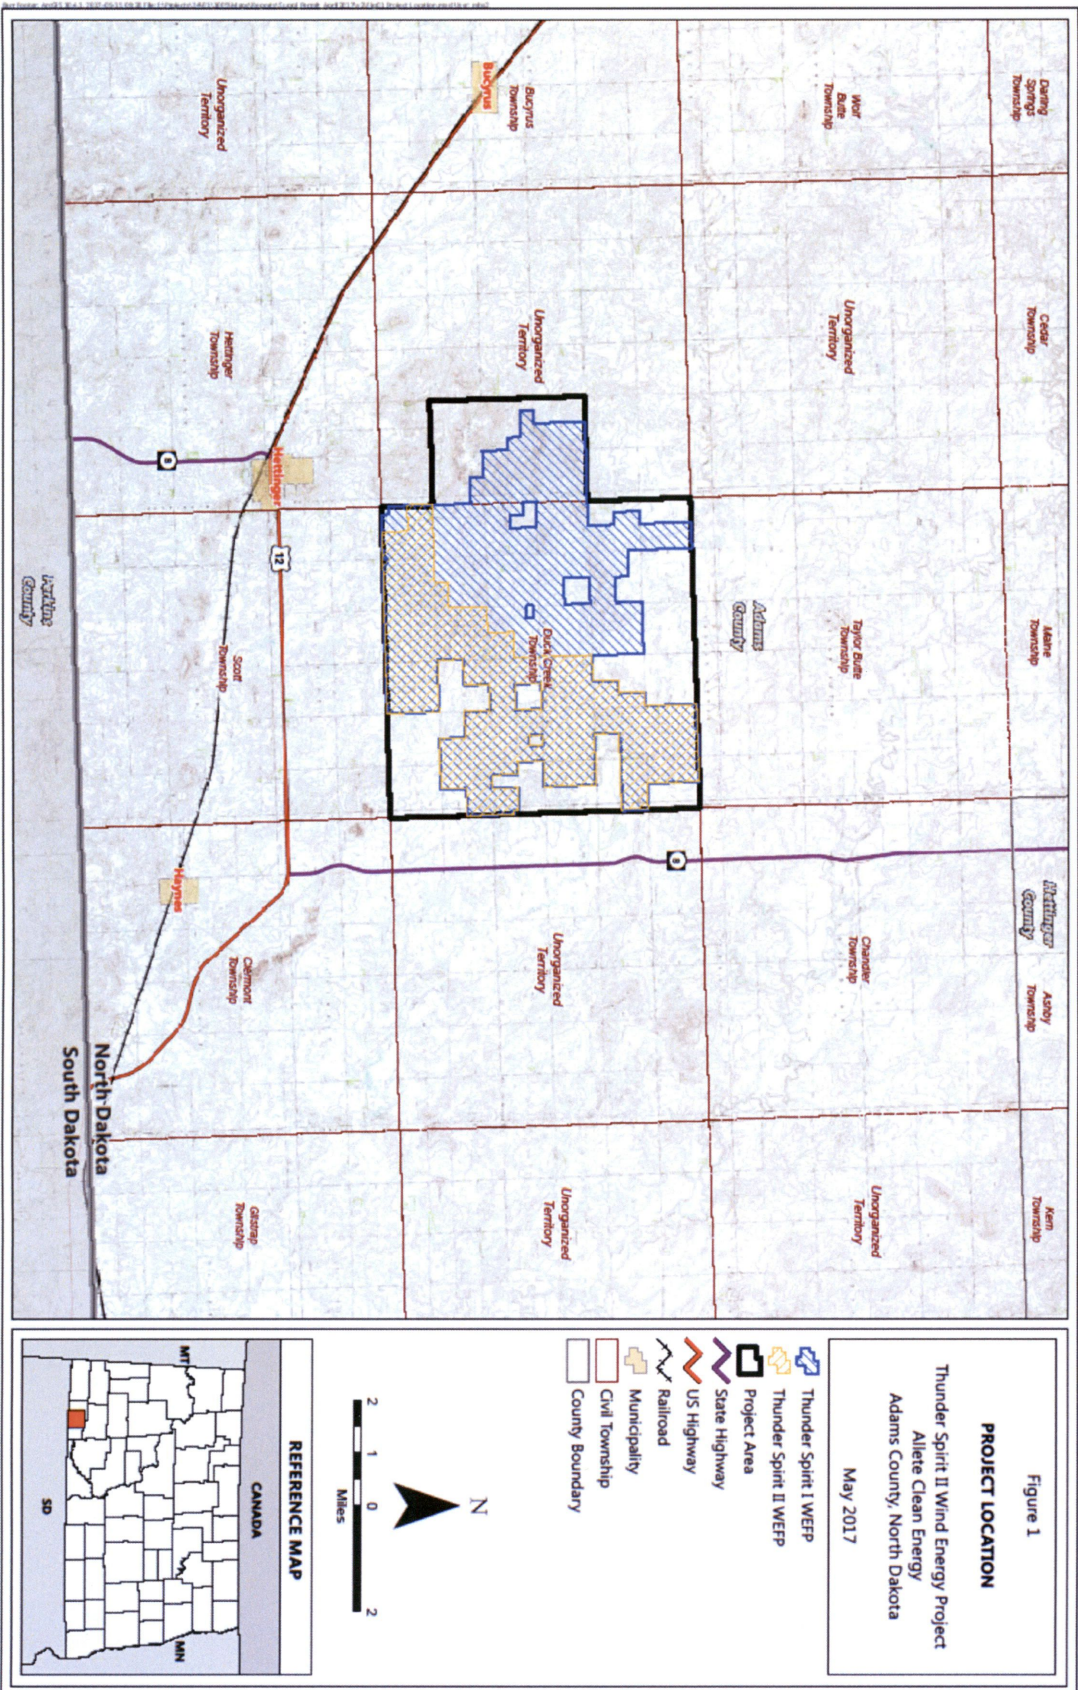 Darling
Springs
Township
Cedar
Township
Maine
Township
Hettinger
County
Ashby
Township
Kern
Township
Wolf
Butte
Township
Unorganized
Territory
Taylor Butte
Township
Chandler
Township
Unorganized
Territory
Adams
County
8
Bucyrus
Bucyrus
Township
Unorganized
Territory
Duck Creek
Township
Unorganized
Territory
Unorganized
Territory
Unorganized
Territory
Hettinger
Township
Hettinger
8
12
Scott
Township
Haynes
Clermont
Township
Gilstrap
Township
Perkins
County
North Dakota
South Dakota
Figure 1
PROJECT LOCATION
Thunder Spirit II Wind Energy Project
Allete Clean Energy
Adams County, North Dakota
May 2017
Thunder Spirit I WEFP
Thunder Spirit II WEFP
Project Area
State Highway
US Highway
Railroad
Municipality
Civil Township
County Boundary
N
2 1 0 2
Miles
REFERENCE MAP
CANADA
MT
MN
SD